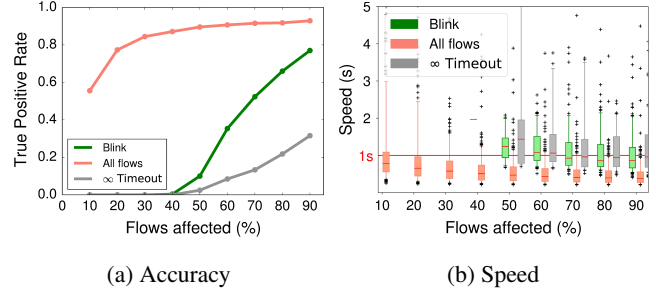 1.0
0.8
0.6
0.4
0.2
0.0
True Positive Rate
Blink
All flows
∞ Timeout
0 10 20 30 40 50 60 70 80 90
Flows affected (%)
(a) Accuracy
5
4
3
2
1s
Speed (s)
Blink
All flows
∞ Timeout
10 20 30 40 50 60 70 80 90
Flows affected (%)
(b) Speed